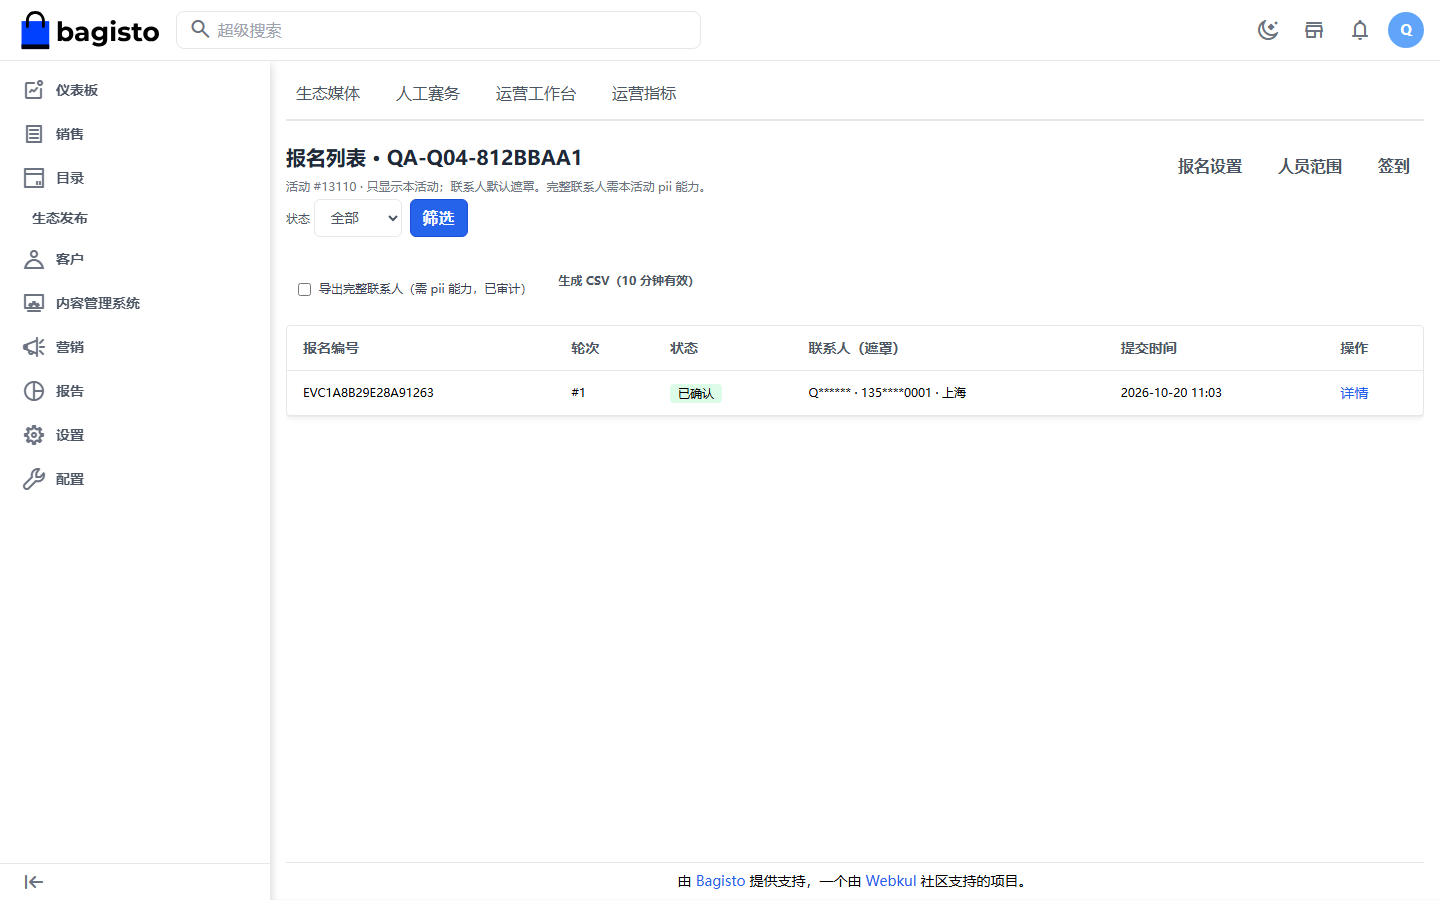 bagisto
超级搜索
Q
仪表板
销售
目录
生态发布
客户
内容管理系统
营销
报告
设置
配置
生态媒体 人工赛务 运营工作台 运营指标
报名列表 • QA-Q04-812BBAA1
报名设置 人员范围 签到
活动 #13110 · 只显示本活动；联系人默认遮罩。完整联系人需本活动 pii 能力。
状态 全部 筛选
导出完整联系人（需 pii 能力，已审计） 生成 CSV（10 分钟有效）
报名编号 轮次 状态 联系人（遮罩） 提交时间 操作
EVC1A8B29E28A91263 #1 已确认 Q****** · 135****0001 · 上海 2026-10-20 11:03 详情
由 Bagisto 提供支持，一个由 Webkul 社区支持的项目。